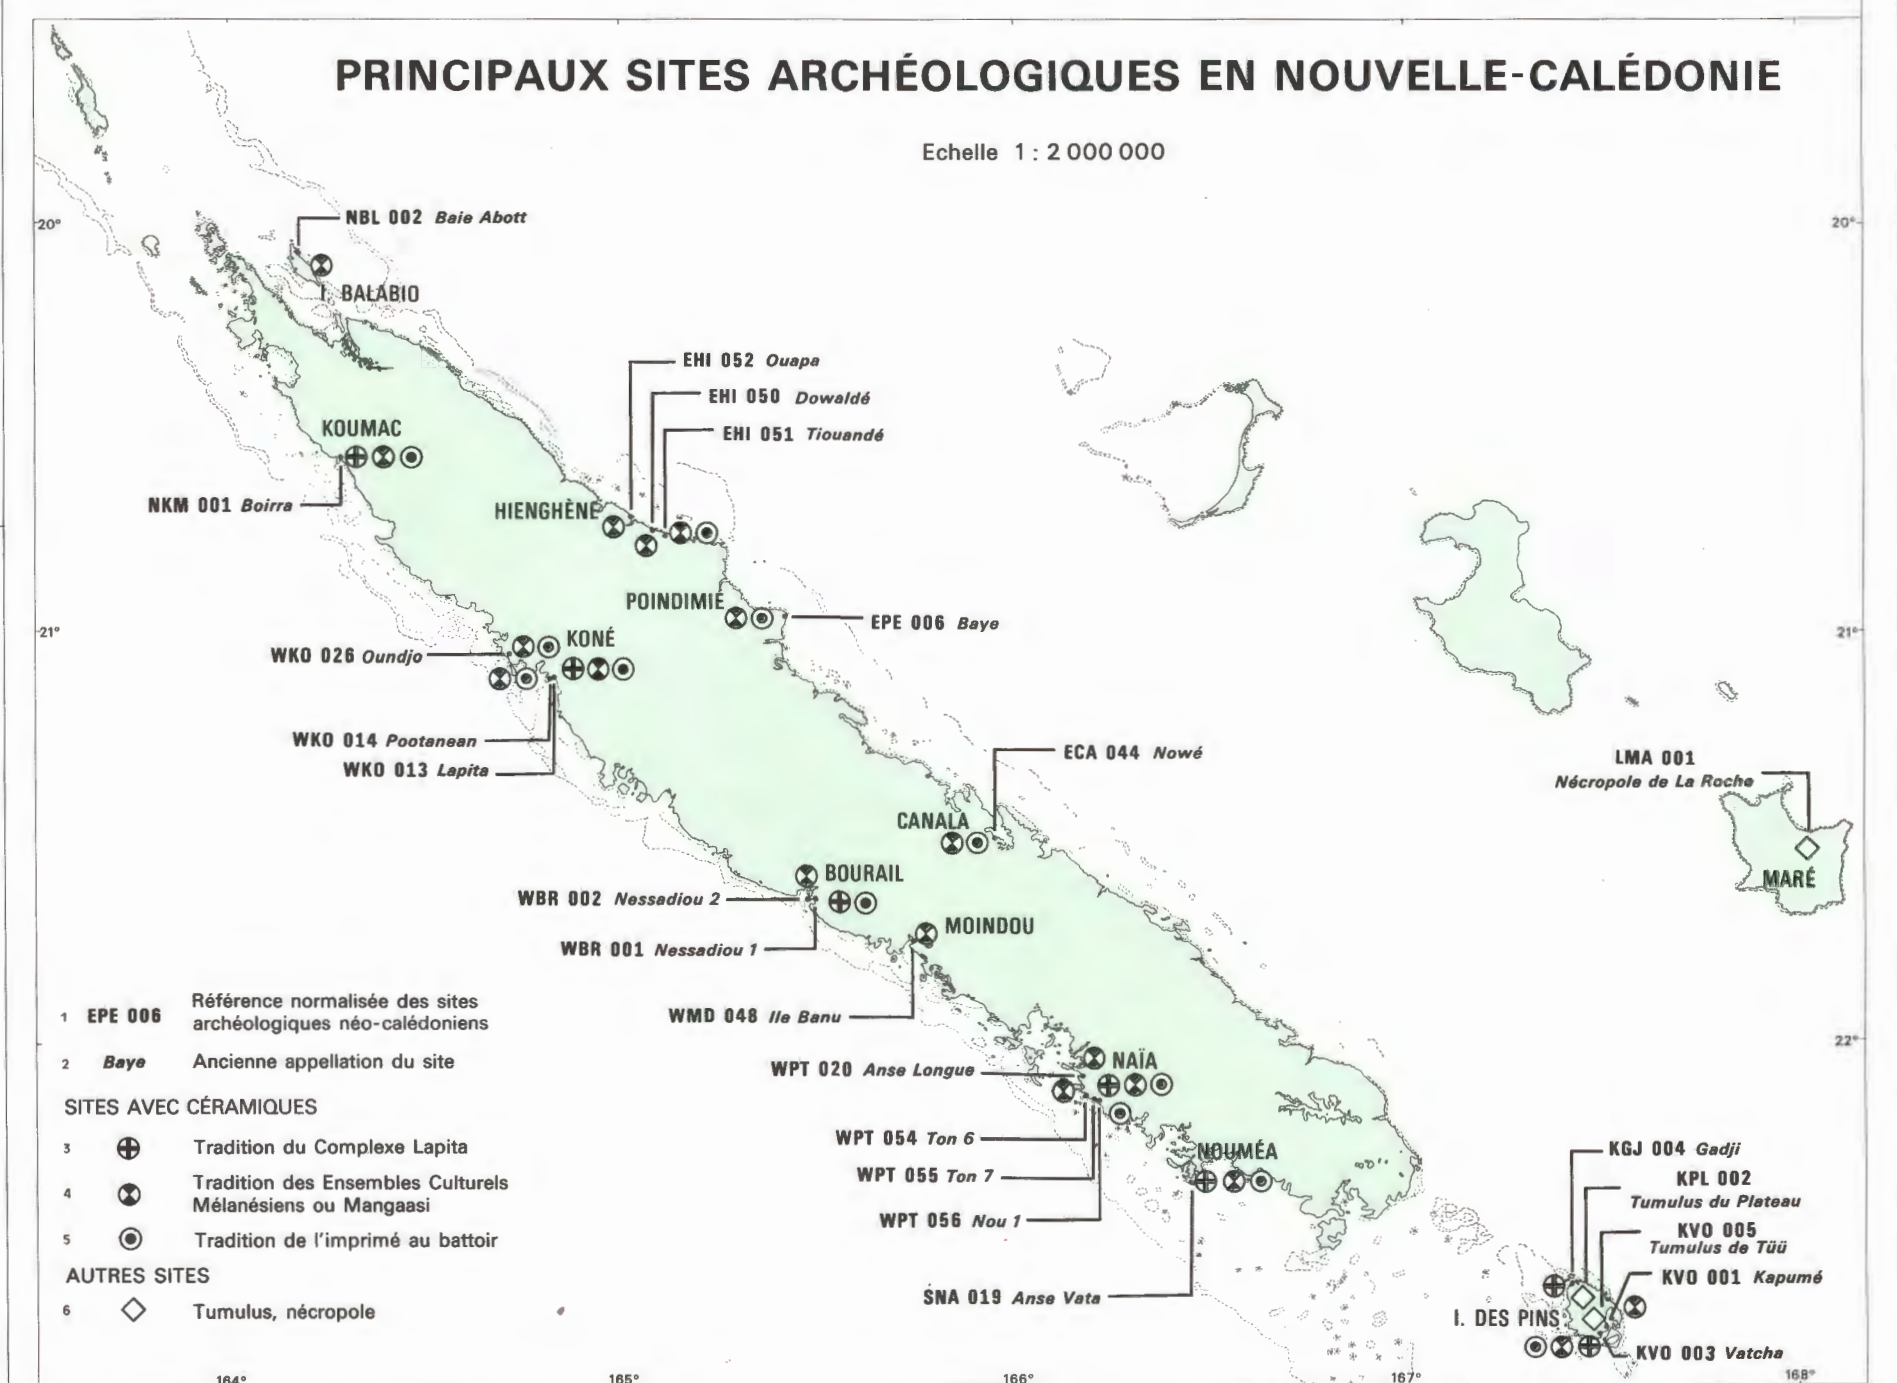 PRINCIPAUX SITES ARCHÉOLOGIQUES EN NOUVELLE-CALÉDONIE
Echelle 1 : 2 000 000
20°
20°
NBL 002 Baie Abott
I. BALABIO
EHI 052 Ouapa
EHI 050 Dowaldé
EHI 051 Tiouandé
KOUMAC
NKM 001 Boirra
HIENGHÈNE
POINDIMIÉ
EPE 006 Baye
21°
21°
KONÉ
WKO 026 Oundjo
WKO 014 Pootanean
WKO 013 Lapita
ECA 044 Nowé
LMA 001
Nécropole de La Roche
CANALA
MARÉ
BOURAIL
WBR 002 Nessadiou 2
MOINDOU
WBR 001 Nessadiou 1
WMD 048 Ile Banu
22°
NAÏA
WPT 020 Anse Longue
WPT 054 Ton 6
WPT 055 Ton 7
WPT 056 Nou 1
NOUMÉA
SNA 019 Anse Vata
KGJ 004 Gadji
KPL 002
Tumulus du Plateau
KVO 005
Tumulus de Tüü
KVO 001 Kapumé
I. DES PINS
KVO 003 Vatcha
1 EPE 006 Référence normalisée des sites
archéologiques néo-calédoniens
2 Baye Ancienne appellation du site
SITES AVEC CÉRAMIQUES
3 Tradition du Complexe Lapita
4 Tradition des Ensembles Culturels
Mélanésiens ou Mangaasi
5 Tradition de l'imprimé au battoir
AUTRES SITES
6 Tumulus, nécropole
164°
165°
166°
167°
168°